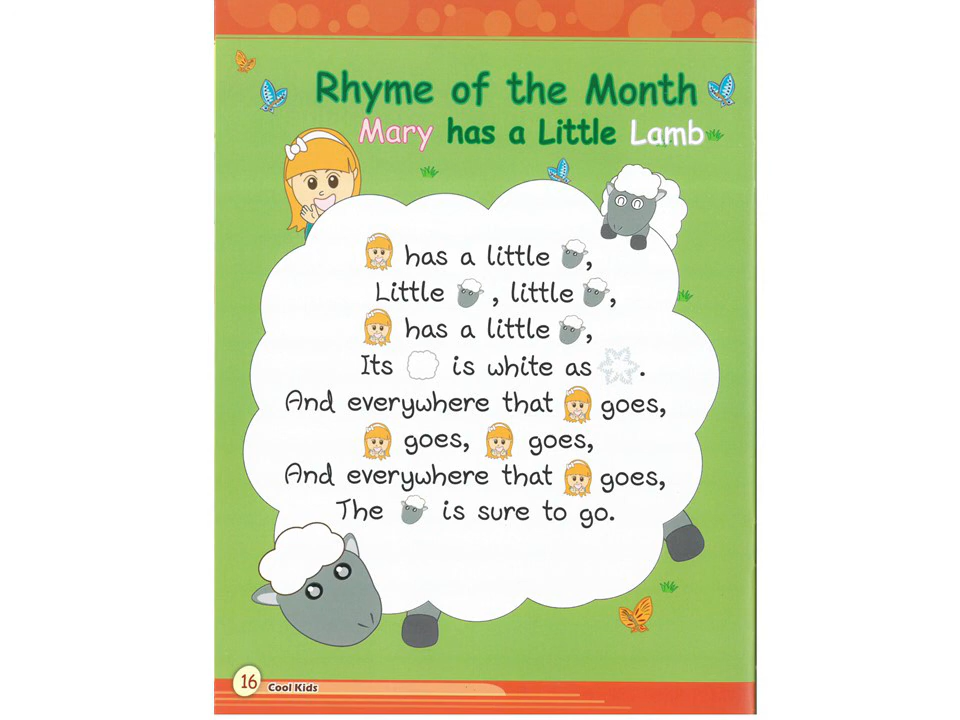 Rhyme of the Month
Mary has a Little Lamb
has a little ,
Little , little ,
has a little ,
Its is white as .
And everywhere that goes,
goes, goes,
And everywhere that goes,
The is sure to go.
16 Cool Kids